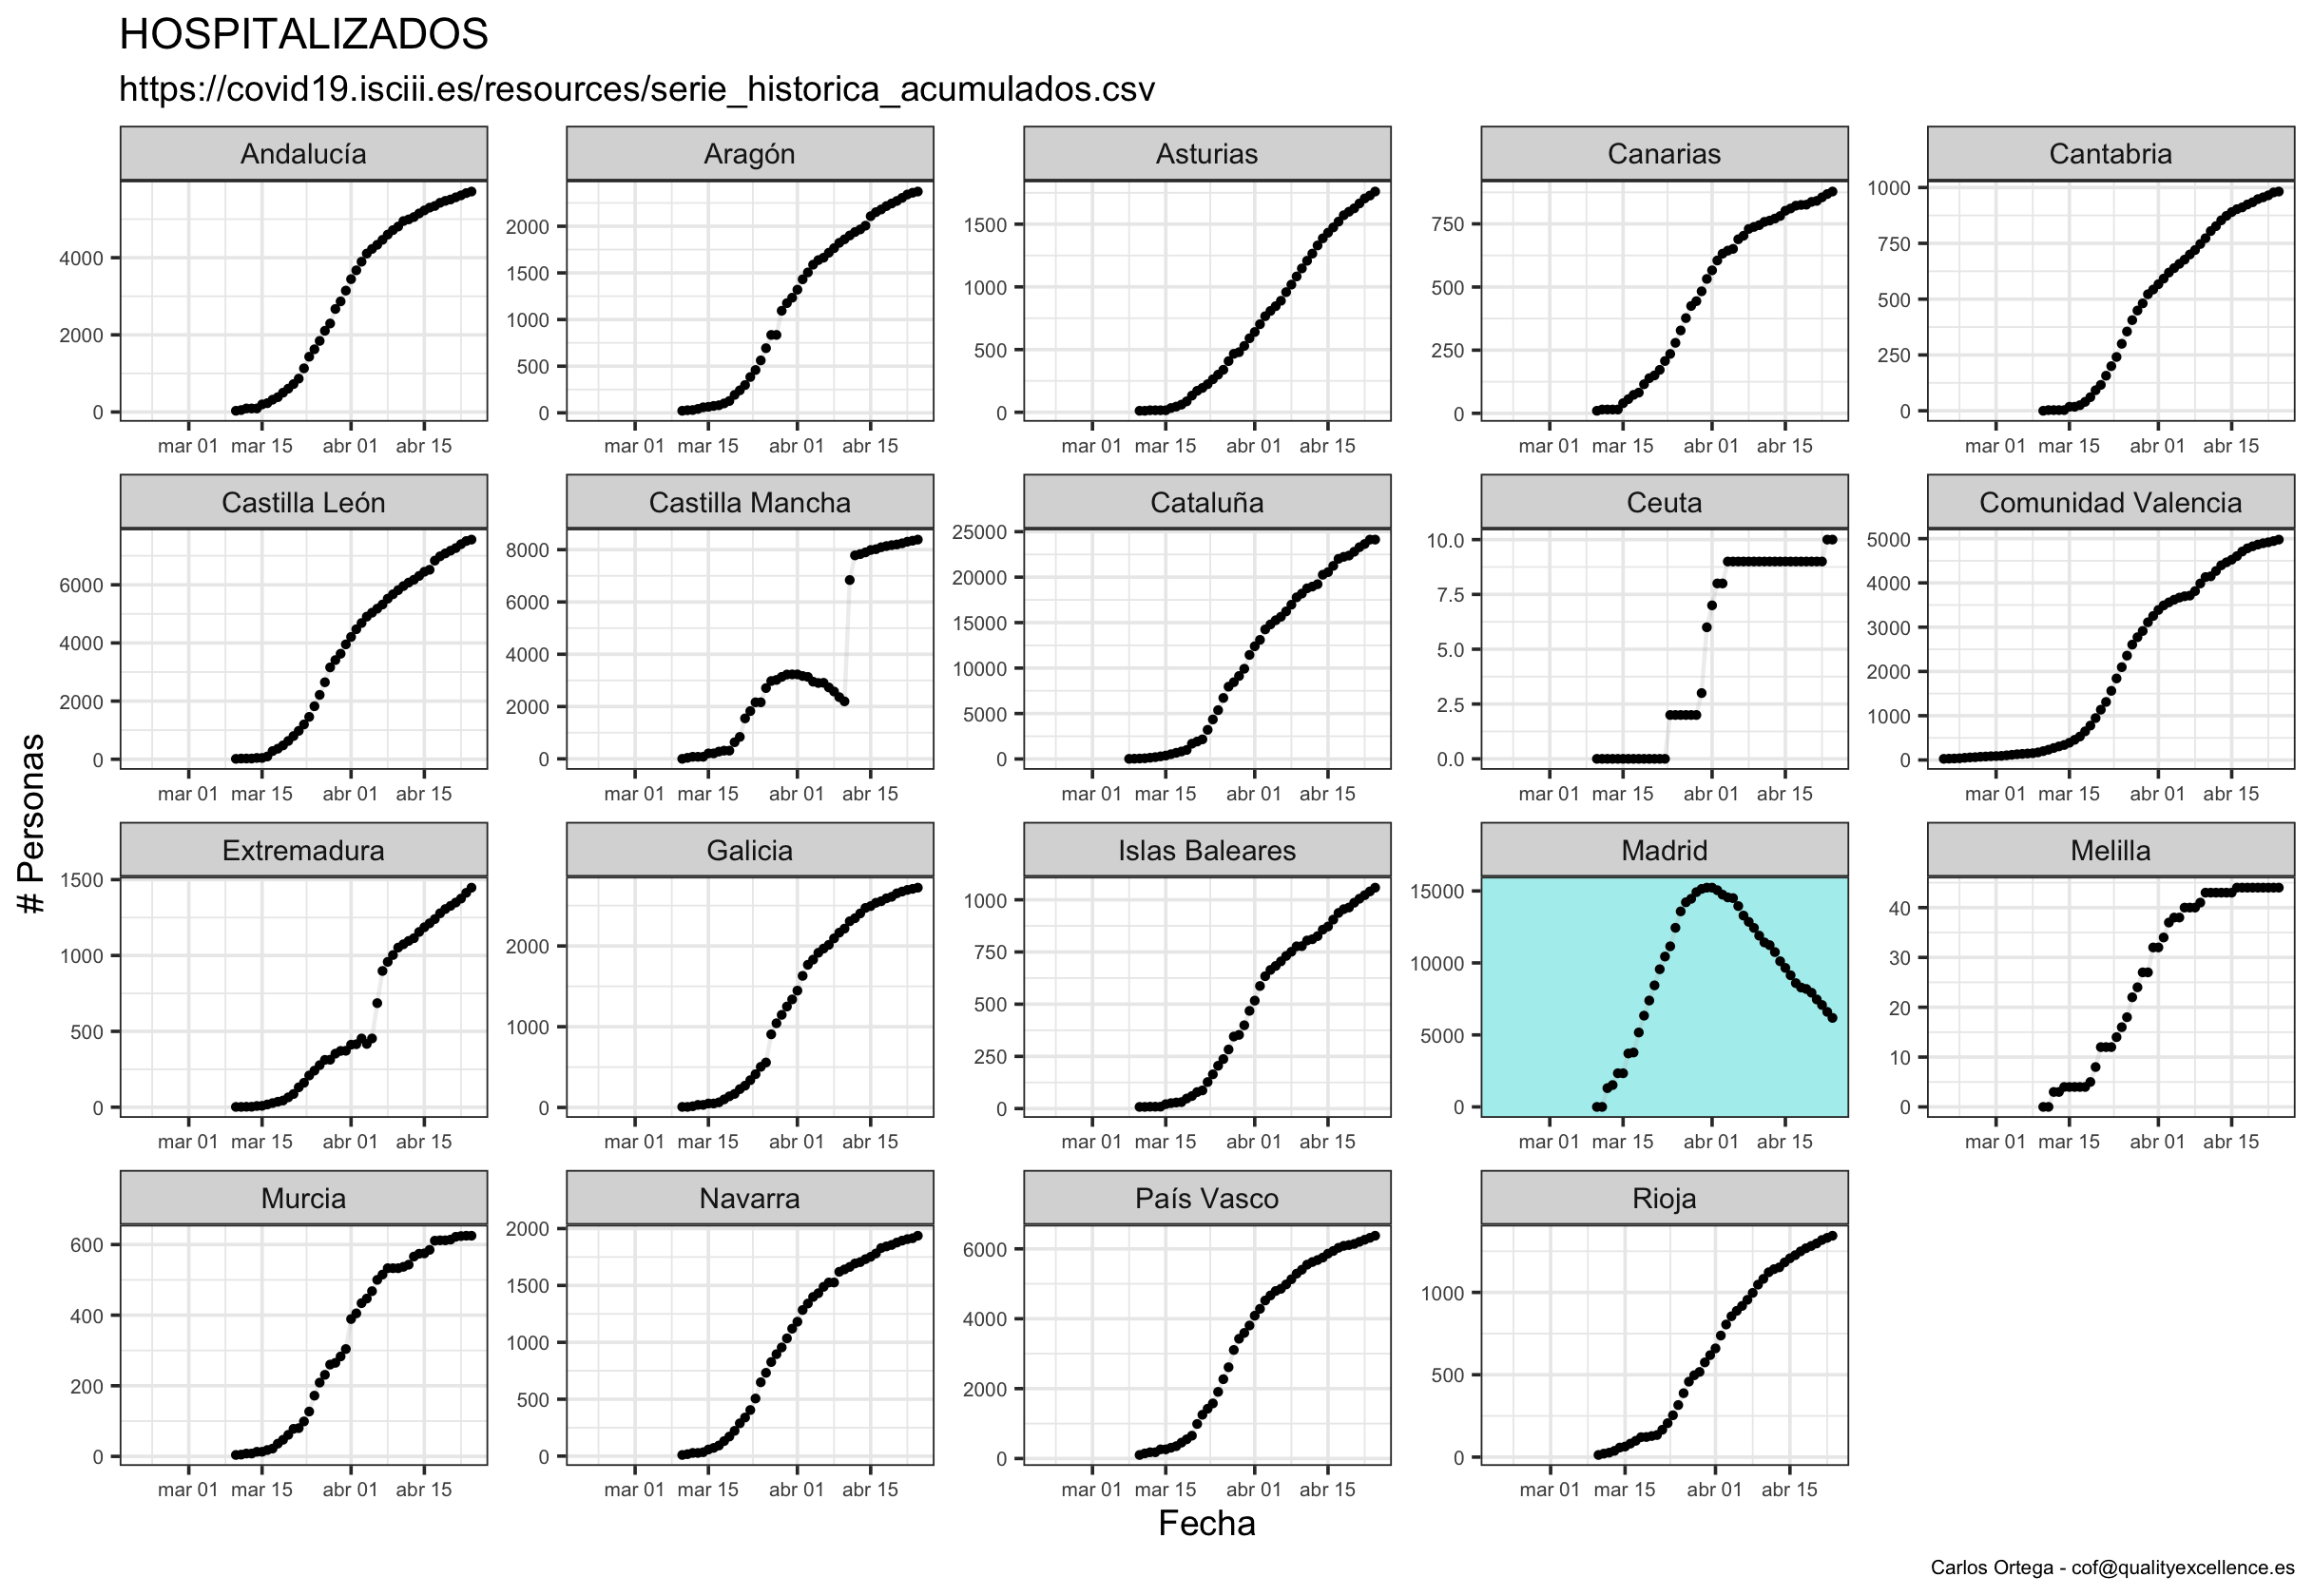 HOSPITALIZADOS
https://covid19.isciii.es/resources/serie_historica_acumulados.csv
# Personas
Andalucía
4000
2000
0
mar 01 mar 15 abr 01 abr 15
Aragón
2000
1500
1000
500
0
mar 01 mar 15 abr 01 abr 15
Asturias
1500
1000
500
0
mar 01 mar 15 abr 01 abr 15
Canarias
750
500
250
0
mar 01 mar 15 abr 01 abr 15
Cantabria
1000
750
500
250
0
mar 01 mar 15 abr 01 abr 15
Castilla León
6000
4000
2000
0
mar 01 mar 15 abr 01 abr 15
Castilla Mancha
8000
6000
4000
2000
0
mar 01 mar 15 abr 01 abr 15
Cataluña
25000
20000
15000
10000
5000
0
mar 01 mar 15 abr 01 abr 15
Ceuta
10.0
7.5
5.0
2.5
0.0
mar 01 mar 15 abr 01 abr 15
Comunidad Valencia
5000
4000
3000
2000
1000
0
mar 01 mar 15 abr 01 abr 15
Extremadura
1500
1000
500
0
mar 01 mar 15 abr 01 abr 15
Galicia
2000
1000
0
mar 01 mar 15 abr 01 abr 15
Islas Baleares
1000
750
500
250
0
mar 01 mar 15 abr 01 abr 15
Madrid
15000
10000
5000
0
mar 01 mar 15 abr 01 abr 15
Melilla
40
30
20
10
0
mar 01 mar 15 abr 01 abr 15
Murcia
600
400
200
0
mar 01 mar 15 abr 01 abr 15
Navarra
2000
1500
1000
500
0
mar 01 mar 15 abr 01 abr 15
País Vasco
6000
4000
2000
0
mar 01 mar 15 abr 01 abr 15
Rioja
1000
500
0
mar 01 mar 15 abr 01 abr 15
Fecha
Carlos Ortega - cof@qualityexcellence.es